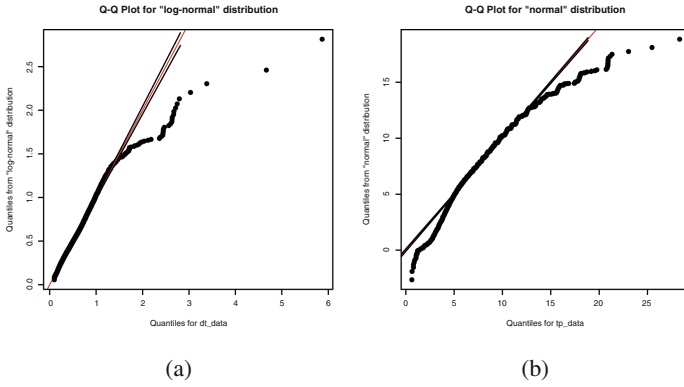 Q-Q Plot for "log-normal" distribution
Quantiles from "log-normal" distribution
2.5
2.0
1.5
1.0
0.5
0.0
0 1 2 3 4 5 6
Quantiles for dt_data
(a)
Q-Q Plot for "normal" distribution
Quantiles from "normal" distribution
15
10
5
0
0 5 10 15 20 25
Quantiles for tp_data
(b)